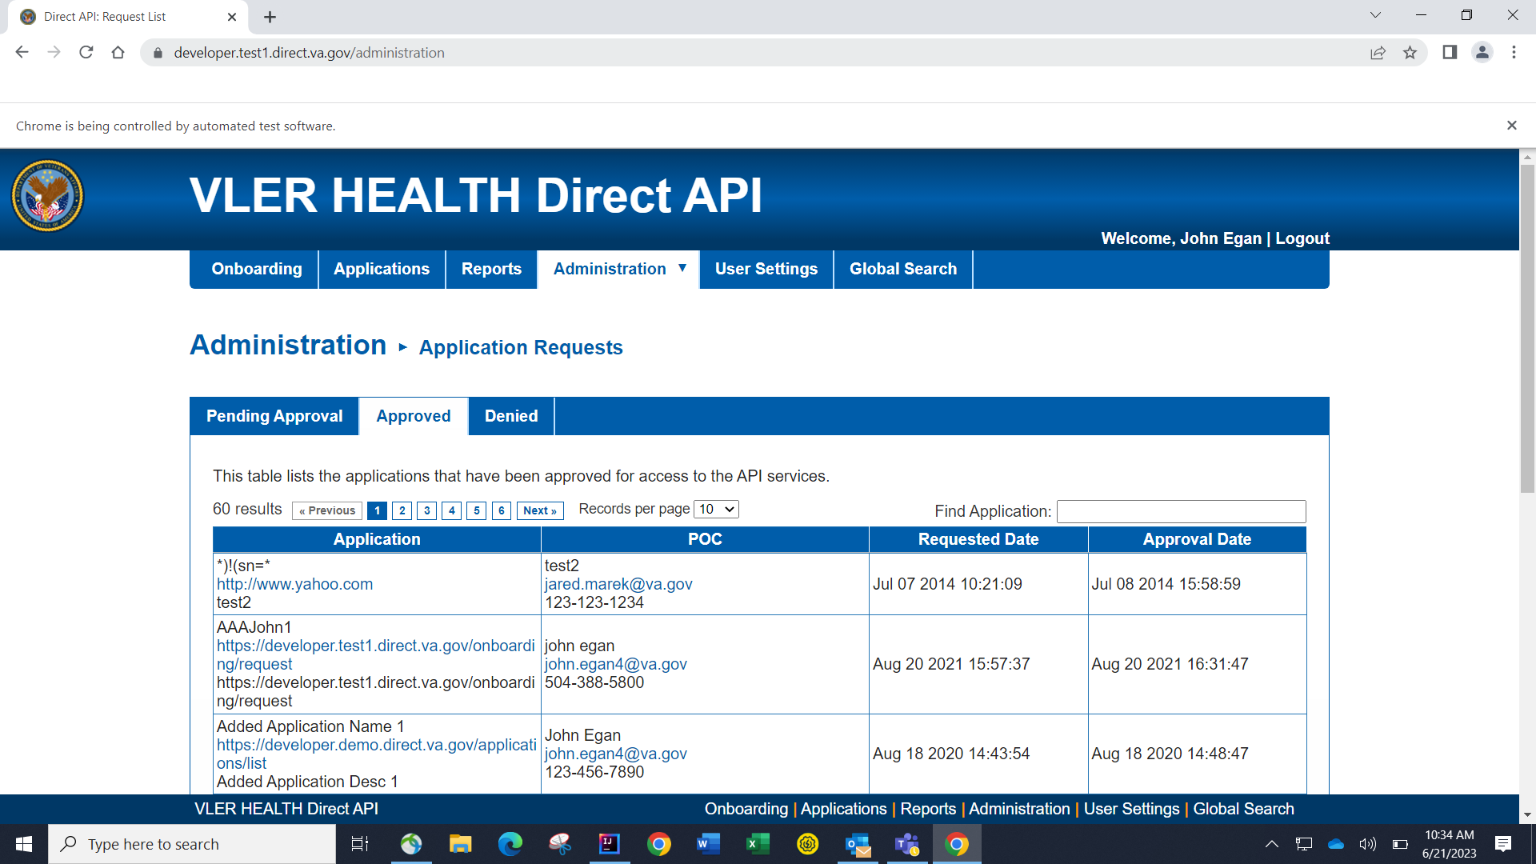 Direct API: Request List
developer.test1.direct.va.gov/administration
Chrome is being controlled by automated test software.
VLER HEALTH Direct API
Welcome, John Egan | Logout
Onboarding Applications Reports Administration ▼ User Settings Global Search
Administration ▸ Application Requests
Pending Approval Approved Denied
This table lists the applications that have been approved for access to the API services.
60 results « Previous 1 2 3 4 5 6 Next » Records per page 10 Find Application:
Application POC Requested Date Approval Date
*)!(sn=*
http://www.yahoo.com
test2
test2
jared.marek@va.gov
123-123-1234
Jul 07 2014 10:21:09
Jul 08 2014 15:58:59
AAAJohn1
https://developer.test1.direct.va.gov/onboardi
ng/request
https://developer.test1.direct.va.gov/onboardi
ng/request
john egan
john.egan4@va.gov
504-388-5800
Aug 20 2021 15:57:37
Aug 20 2021 16:31:47
Added Application Name 1
https://developer.demo.direct.va.gov/applicati
ons/list
Added Application Desc 1
John Egan
john.egan4@va.gov
123-456-7890
Aug 18 2020 14:43:54
Aug 18 2020 14:48:47
VLER HEALTH Direct API
Onboarding | Applications | Reports | Administration | User Settings | Global Search
Type here to search
10:34 AM
6/21/2023